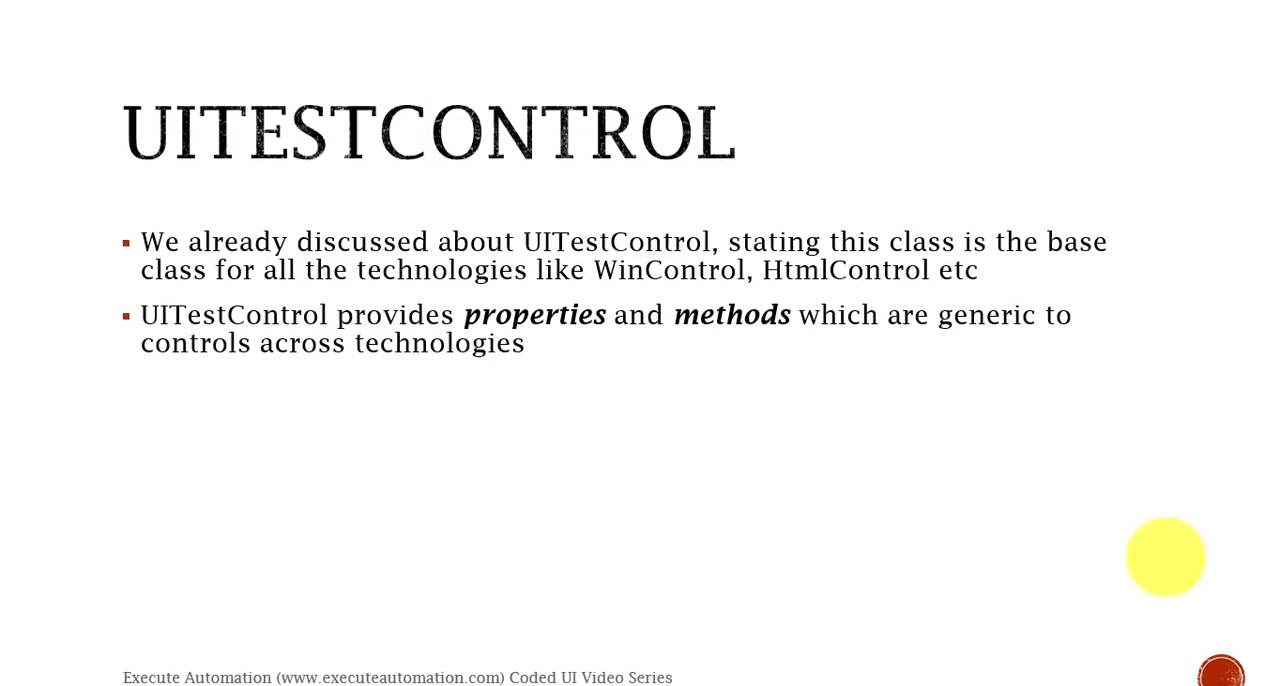 UITESTCONTROL
We already discussed about UITestControl, stating this class is the base
class for all the technologies like WinControl, HtmlControl etc
UITestControl provides properties and methods which are generic to
controls across technologies
Execute Automation (www.executeautomation.com) Coded UI Video Series